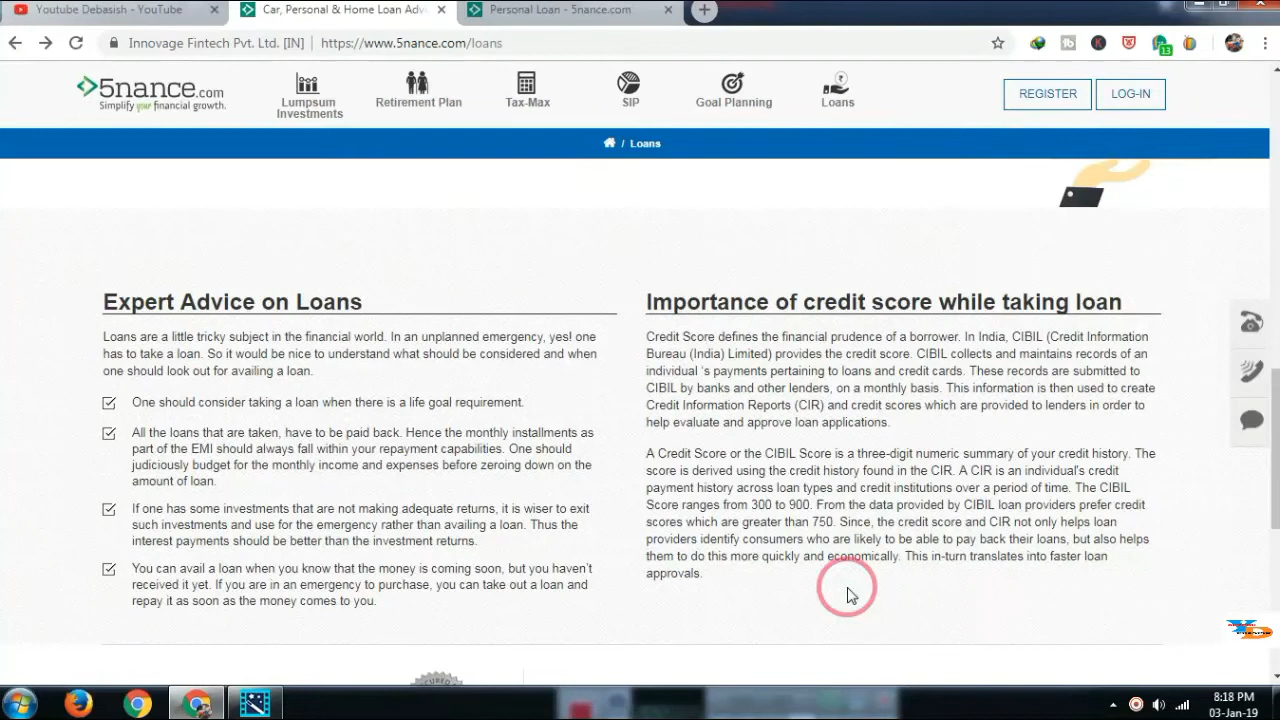 Youtube Debasish - YouTube
Car, Personal & Home Loan Adv
Personal Loan - 5nance.com
Innovage Fintech Pvt. Ltd. [IN] | https://www.5nance.com/loans
13
5nance.com
Simplify your financial growth.
Lumpsum
Investments
Retirement Plan
Tax-Max
SIP
Goal Planning
Loans
REGISTER
LOG-IN
/ Loans
Expert Advice on Loans
Loans are a little tricky subject in the financial world. In an unplanned emergency, yes! one
has to take a loan. So it would be nice to understand what should be considered and when
one should look out for availing a loan.
One should consider taking a loan when there is a life goal requirement.
All the loans that are taken, have to be paid back. Hence the monthly installments as
part of the EMI should always fall within your repayment capabilities. One should
judiciously budget for the monthly income and expenses before zeroing down on the
amount of loan.
If one has some investments that are not making adequate returns, it is wiser to exit
such investments and use for the emergency rather than availing a loan. Thus the
interest payments should be better than the investment returns.
You can avail a loan when you know that the money is coming soon, but you haven't
received it yet. If you are in an emergency to purchase, you can take out a loan and
repay it as soon as the money comes to you.
Importance of credit score while taking loan
Credit Score defines the financial prudence of a borrower. In India, CIBIL (Credit Information
Bureau (India) Limited) provides the credit score. CIBIL collects and maintains records of an
individual 's payments pertaining to loans and credit cards. These records are submitted to
CIBIL by banks and other lenders, on a monthly basis. This information is then used to create
Credit Information Reports (CIR) and credit scores which are provided to lenders in order to
help evaluate and approve loan applications.
A Credit Score or the CIBIL Score is a three-digit numeric summary of your credit history. The
score is derived using the credit history found in the CIR. A CIR is an individual's credit
payment history across loan types and credit institutions over a period of time. The CIBIL
Score ranges from 300 to 900. From the data provided by CIBIL loan providers prefer credit
scores which are greater than 750. Since, the credit score and CIR not only helps loan
providers identify consumers who are likely to be able to pay back their loans, but also helps
them to do this more quickly and economically. This in-turn translates into faster loan
approvals.
8:18 PM
03-Jan-19